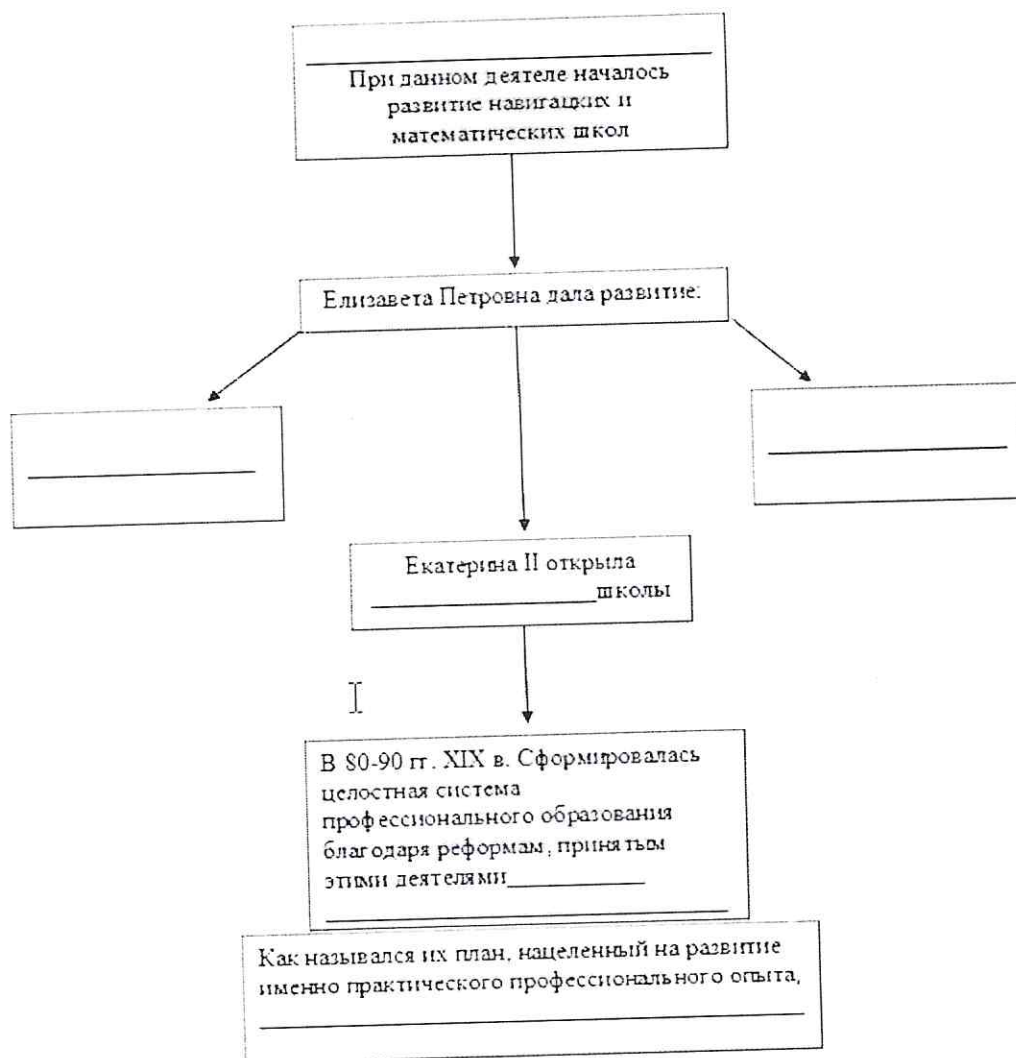 При данном деятеле началось
развитие навигацких и
математических школ
Елизавета Петровна дала развитие:
Екатерина II открыла
школы
В 80-90 гг. XIX в. Сформировалась
целостная система
профессионального образования
благодаря реформам, принятым
этими деятелями
Как назывался их план, нацеленный на развитие
именно практического профессионального опыта,